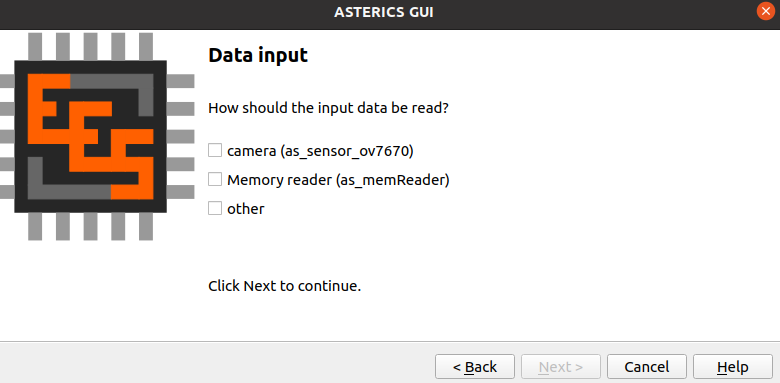 ASTERICS GUI
Data input
How should the input data be read?
camera (as_sensor_ov7670)
Memory reader (as_memReader)
other
Click Next to continue.
< Back
Next >
Cancel
Help